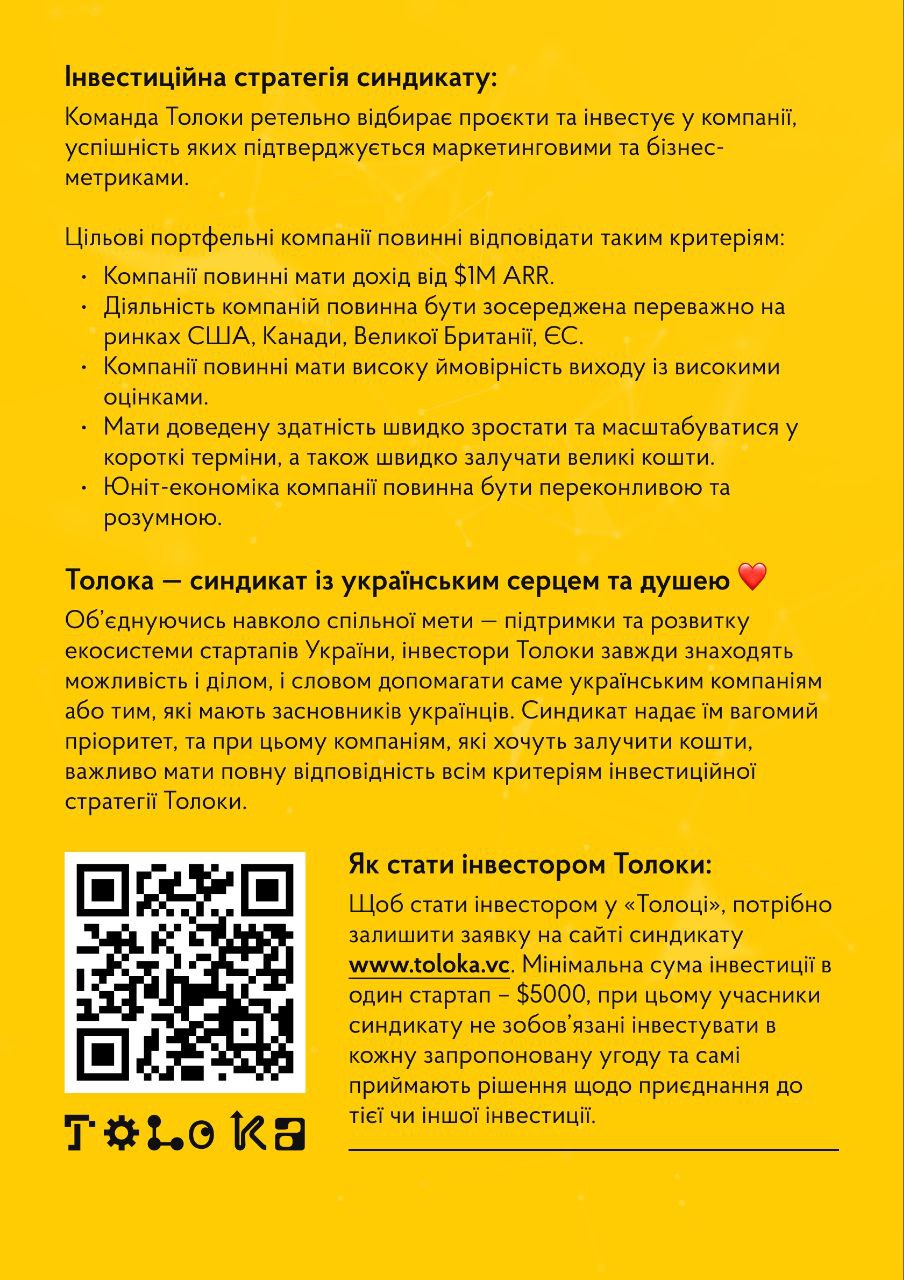 Інвестиційна стратегія синдикату:
Команда Толоки ретельно відбирає проєкти та інвестує у компанії,
успішність яких підтверджується маркетинговими та бізнес-
метриками.
Цільові портфельні компанії повинні відповідати таким критеріям:
• Компанії повинні мати дохід від $1M ARR.
• Діяльність компаній повинна бути зосереджена переважно на
ринках США, Канади, Великої Британії, ЄС.
• Компанії повинні мати високу ймовірність виходу із високими
оцінками.
• Мати доведену здатність швидко зростати та масштабуватися у
короткі терміни, а також швидко залучати великі кошти.
• Юніт-економіка компанії повинна бути переконливою та
розумною.
Толока — синдикат із українським серцем та душею ❤️
Об’єднуючись навколо спільної мети — підтримки та розвитку
екосистеми стартапів України, інвестори Толоки завжди знаходять
можливість і ділом, і словом допомагати саме українським компаніям
або тим, які мають засновників українців. Синдикат надає їм вагомий
пріоритет, та при цьому компаніям, які хочуть залучити кошти,
важливо мати повну відповідність всім критеріям інвестиційної
стратегії Толоки.
Як стати інвестором Толоки:
Щоб стати інвестором у «Толоці», потрібно
залишити заявку на сайті синдикату
www.toloka.vc. Мінімальна сума інвестиції в
один стартап – $5000, при цьому учасники
синдикату не зобов’язані інвестувати в
кожну запропоновану угоду та самі
приймають рішення щодо приєднання до
тієї чи іншої інвестиції.
TOLOKA